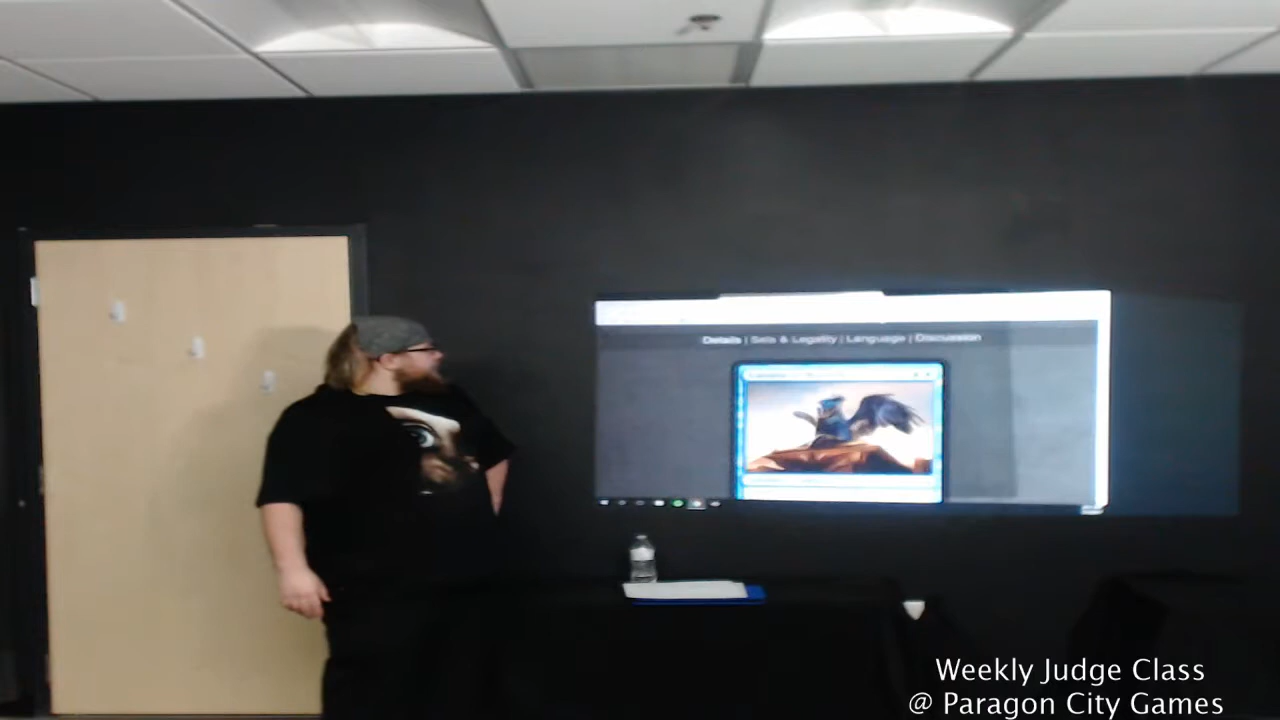 Details | Sets & Legality | Language | Discussion
Weekly Judge Class
@ Paragon City Games